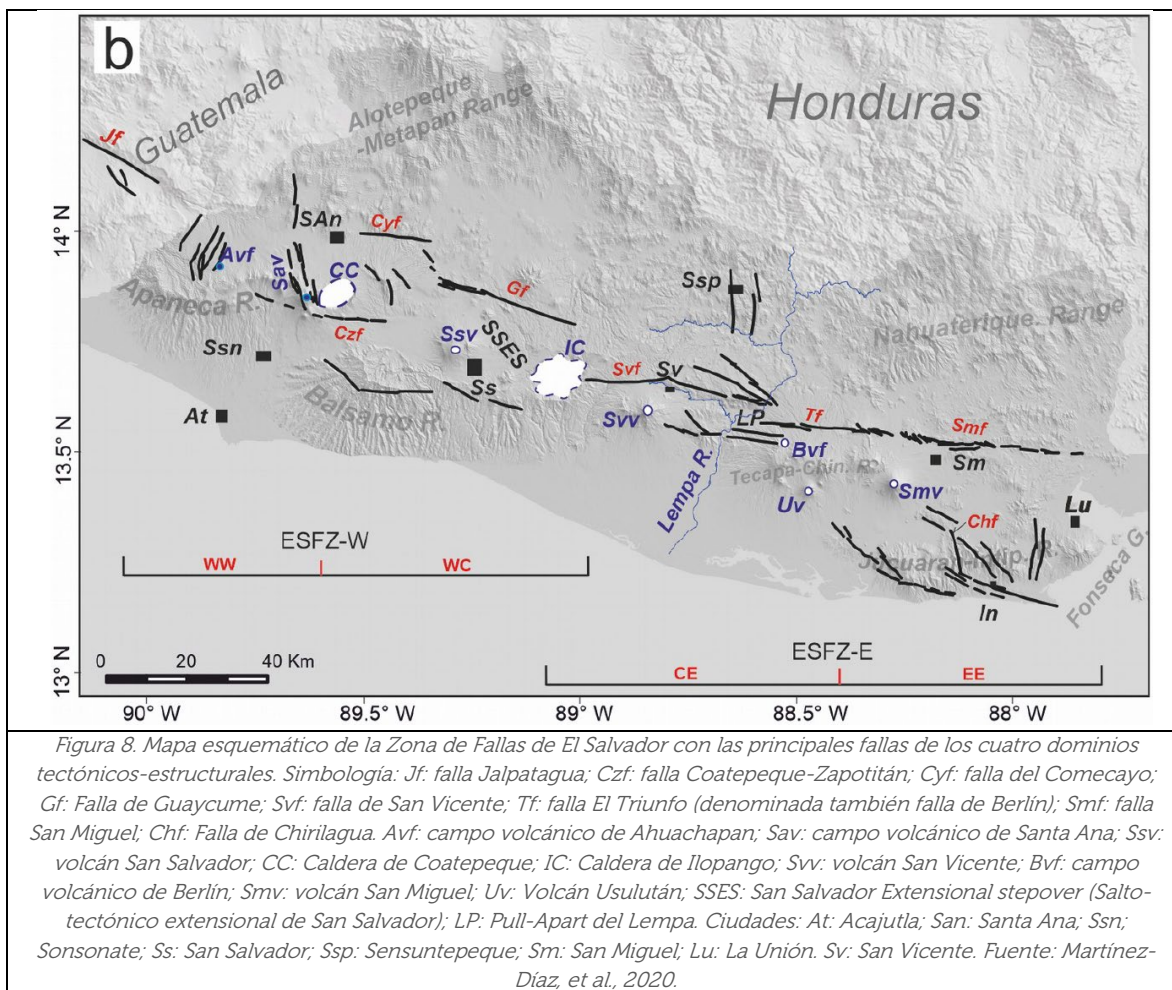 b
Honduras
Guatemala
Alotepeque
-Metapan Range
Jf
14° N
SAn
Cyf
Avf
Sav
CC
Ssp
Gf
Apaneca R.
Nahuaterique Range
Czf
Ssv
SSES
IC
Ssn
Ss
Svf
Sv
Balsamo R.
At
Svv
LP
Tf
Smf
13.5° N
Bvf
Sm
Lempa R.
Tecapa-Chin. R.
Uv
Smv
Lu
Chf
Jucuaran-Intip. R.
In
Fonseca G.
ESFZ-W
WW
WC
13° N
0 20 40 Km
ESFZ-E
CE
EE
90° W 89.5° W 89° W 88.5° W 88° W
Figura 8. Mapa esquemático de la Zona de Fallas de El Salvador con las principales fallas de los cuatro dominios
tectónicos-estructurales. Simbología: Jf: falla Jalpatagua; Czf: falla Coatepeque-Zapotitán; Cyf: falla del Comecayo;
Gf: Falla de Guaycume; Svf: falla de San Vicente; Tf: falla El Triunfo (denominada también falla de Berlín); Smf: falla
San Miguel; Chf: Falla de Chirilagua. Avf: campo volcánico de Ahuachapan; Sav: campo volcánico de Santa Ana; Ssv:
volcán San Salvador; CC: Caldera de Coatepeque; IC: Caldera de Ilopango; Svv: volcán San Vicente; Bvf: campo
volcánico de Berlín; Smv: volcán San Miguel; Uv: Volcán Usulután; SSES: San Salvador Extensional stepover (Salto-
tectónico extensional de San Salvador); LP: Pull-Apart del Lempa. Ciudades: At: Acajutla; San: Santa Ana; Ssn;
Sonsonate; Ss: San Salvador; Ssp: Sensuntepeque; Sm: San Miguel; Lu: La Unión. Sv: San Vicente. Fuente: Martínez-
Díaz, et al., 2020.